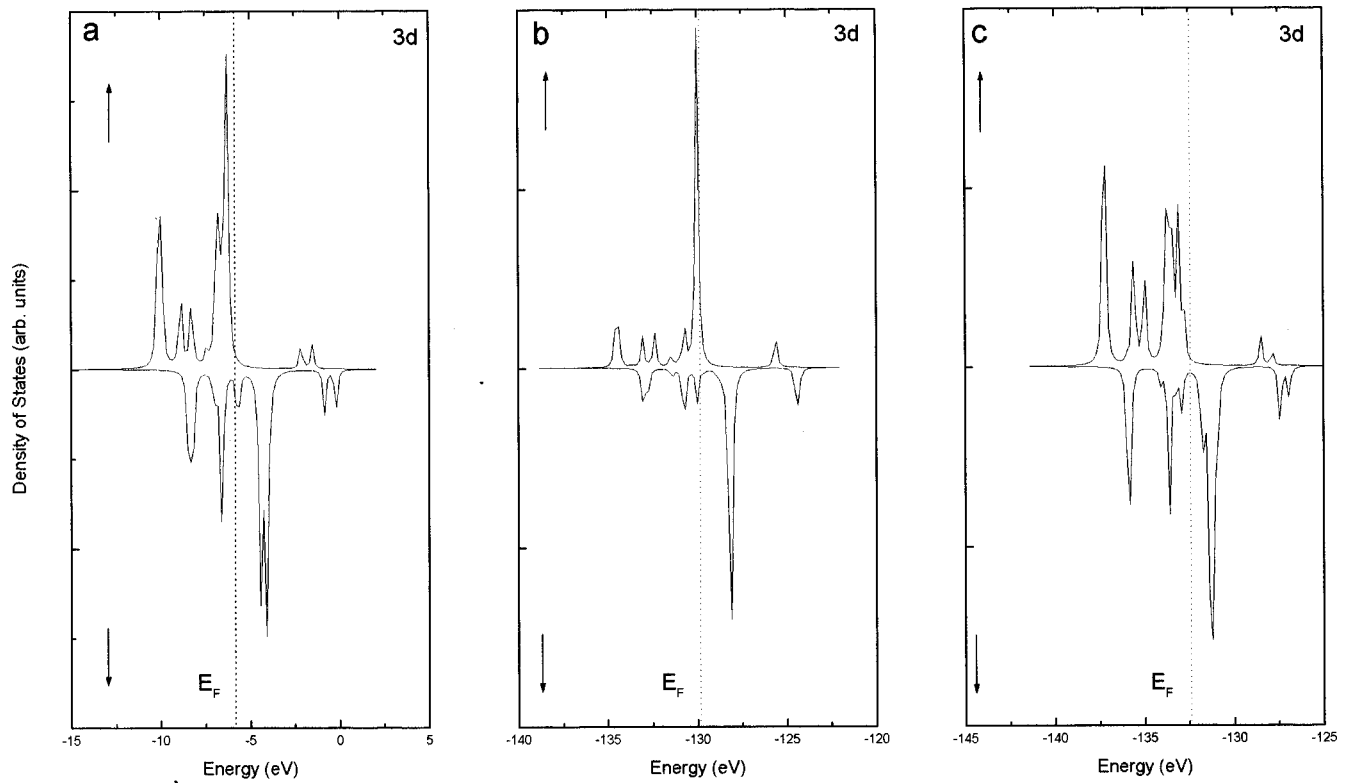 a
3d
b
3d
c
3d
Density of States (arb. units)
E_F
E_F
E_F
-15
-10
-5
0
5
-140
-135
-130
-125
-120
-145
-140
-135
-130
-125
Energy (eV)
Energy (eV)
Energy (eV)